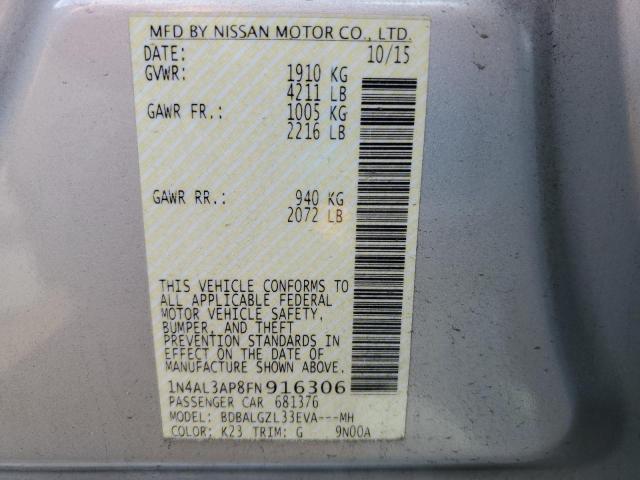 MFD BY NISSAN MOTOR CO., LTD.
DATE: 10/15
GVWR: 1910 KG
4211 LB
GAWR FR.: 1005 KG
2216 LB
GAWR RR.: 940 KG
2072 LB
THIS VEHICLE CONFORMS TO
ALL APPLICABLE FEDERAL
MOTOR VEHICLE SAFETY,
BUMPER, AND THEFT
PREVENTION STANDARDS IN
EFFECT ON THE DATE OF
MANUFACTURE SHOWN ABOVE.
1N4AL3AP8FN916306
PASSENGER CAR 681376
MODEL: BDBALGZL33EVA---MH
COLOR: K23 TRIM: G 9N00A